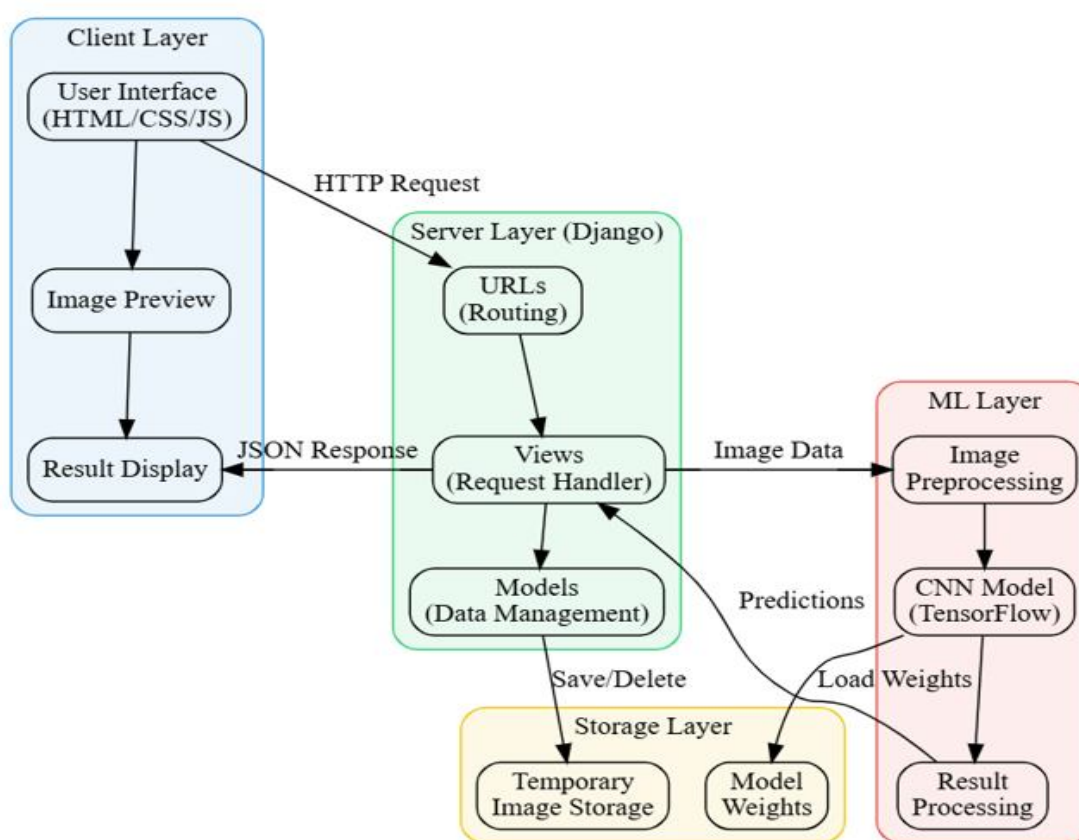 Client Layer
User Interface
(HTML/CSS/JS)
HTTP Request
Server Layer (Django)
URLs
(Routing)
Image Preview
ML Layer
Result Display
JSON Response
Views
(Request Handler)
Image Data
Image
Preprocessing
Models
(Data Management)
Predictions
CNN Model
(TensorFlow)
Save/Delete
Load Weights
Storage Layer
Temporary
Image Storage
Model
Weights
Result
Processing